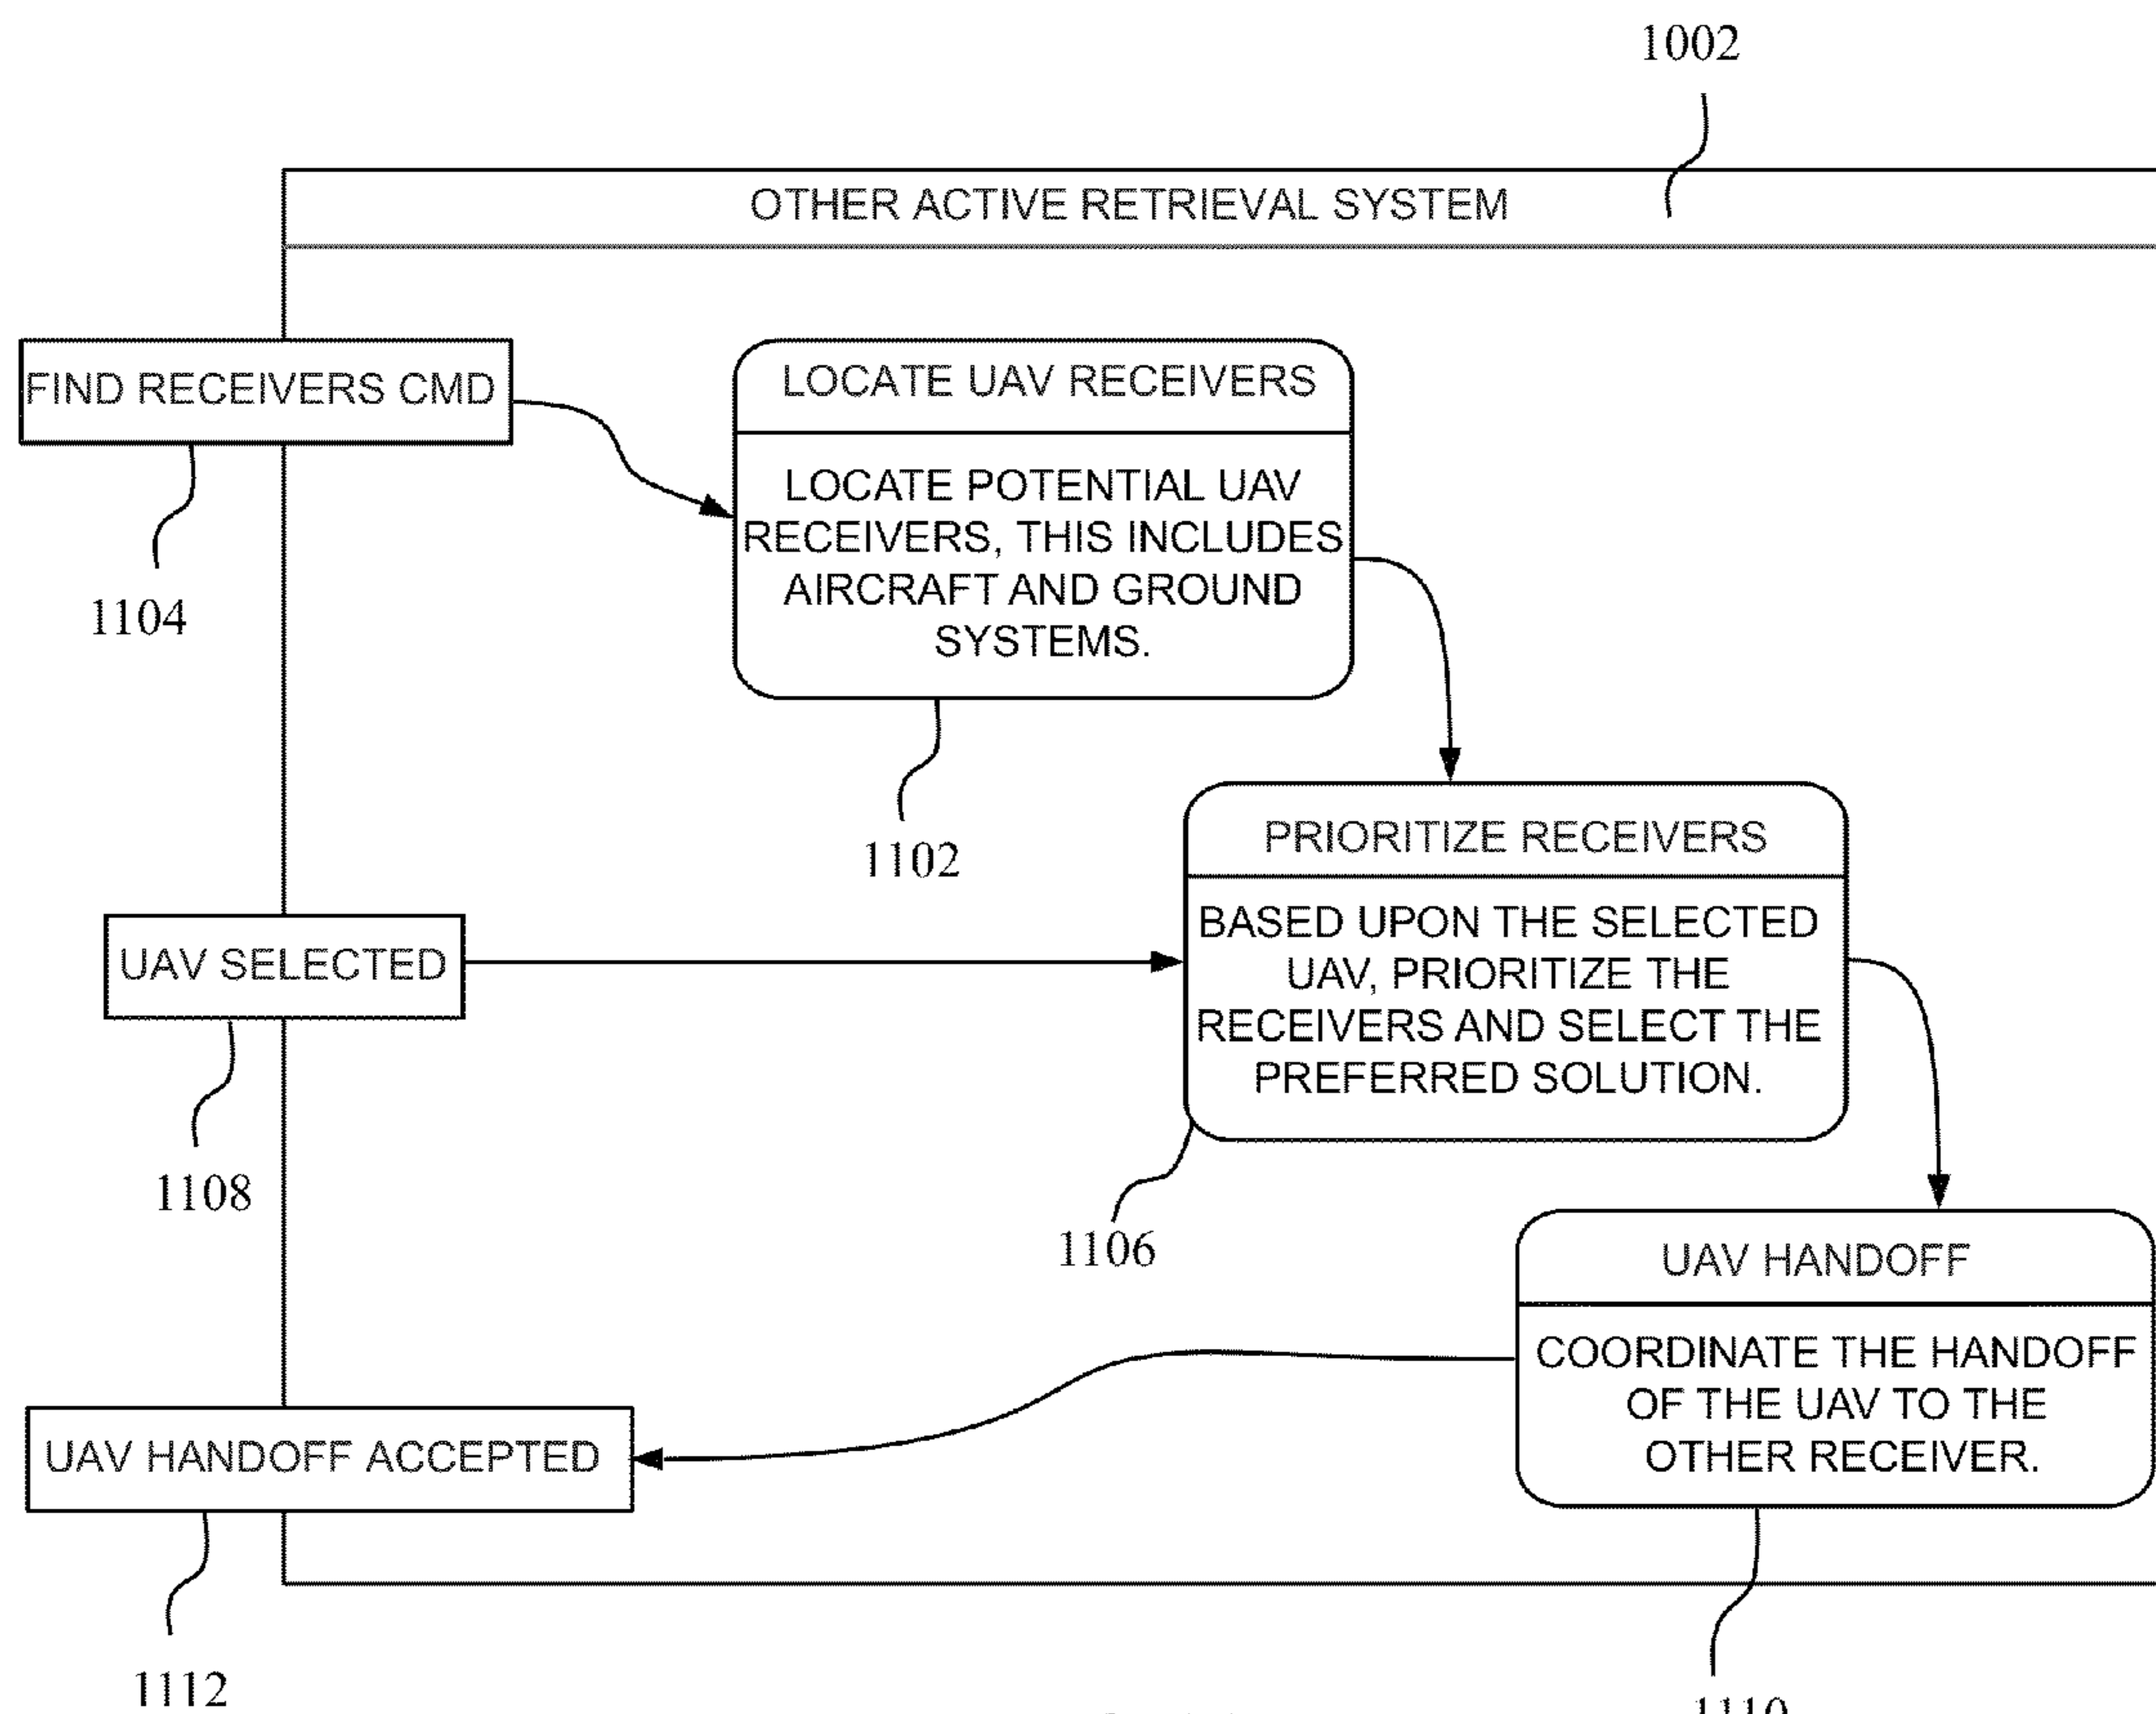 1002
OTHER ACTIVE RETRIEVAL SYSTEM
FIND RECEIVERS CMD
1104
LOCATE UAV RECEIVERS
LOCATE POTENTIAL UAV
RECEIVERS, THIS INCLUDES
AIRCRAFT AND GROUND
SYSTEMS.
1102
UAV SELECTED
1108
PRIORITIZE RECEIVERS
BASED UPON THE SELECTED
UAV, PRIORITIZE THE
RECEIVERS AND SELECT THE
PREFERRED SOLUTION.
1106
UAV HANDOFF
COORDINATE THE HANDOFF
OF THE UAV TO THE
OTHER RECEIVER.
1110
UAV HANDOFF ACCEPTED
1112